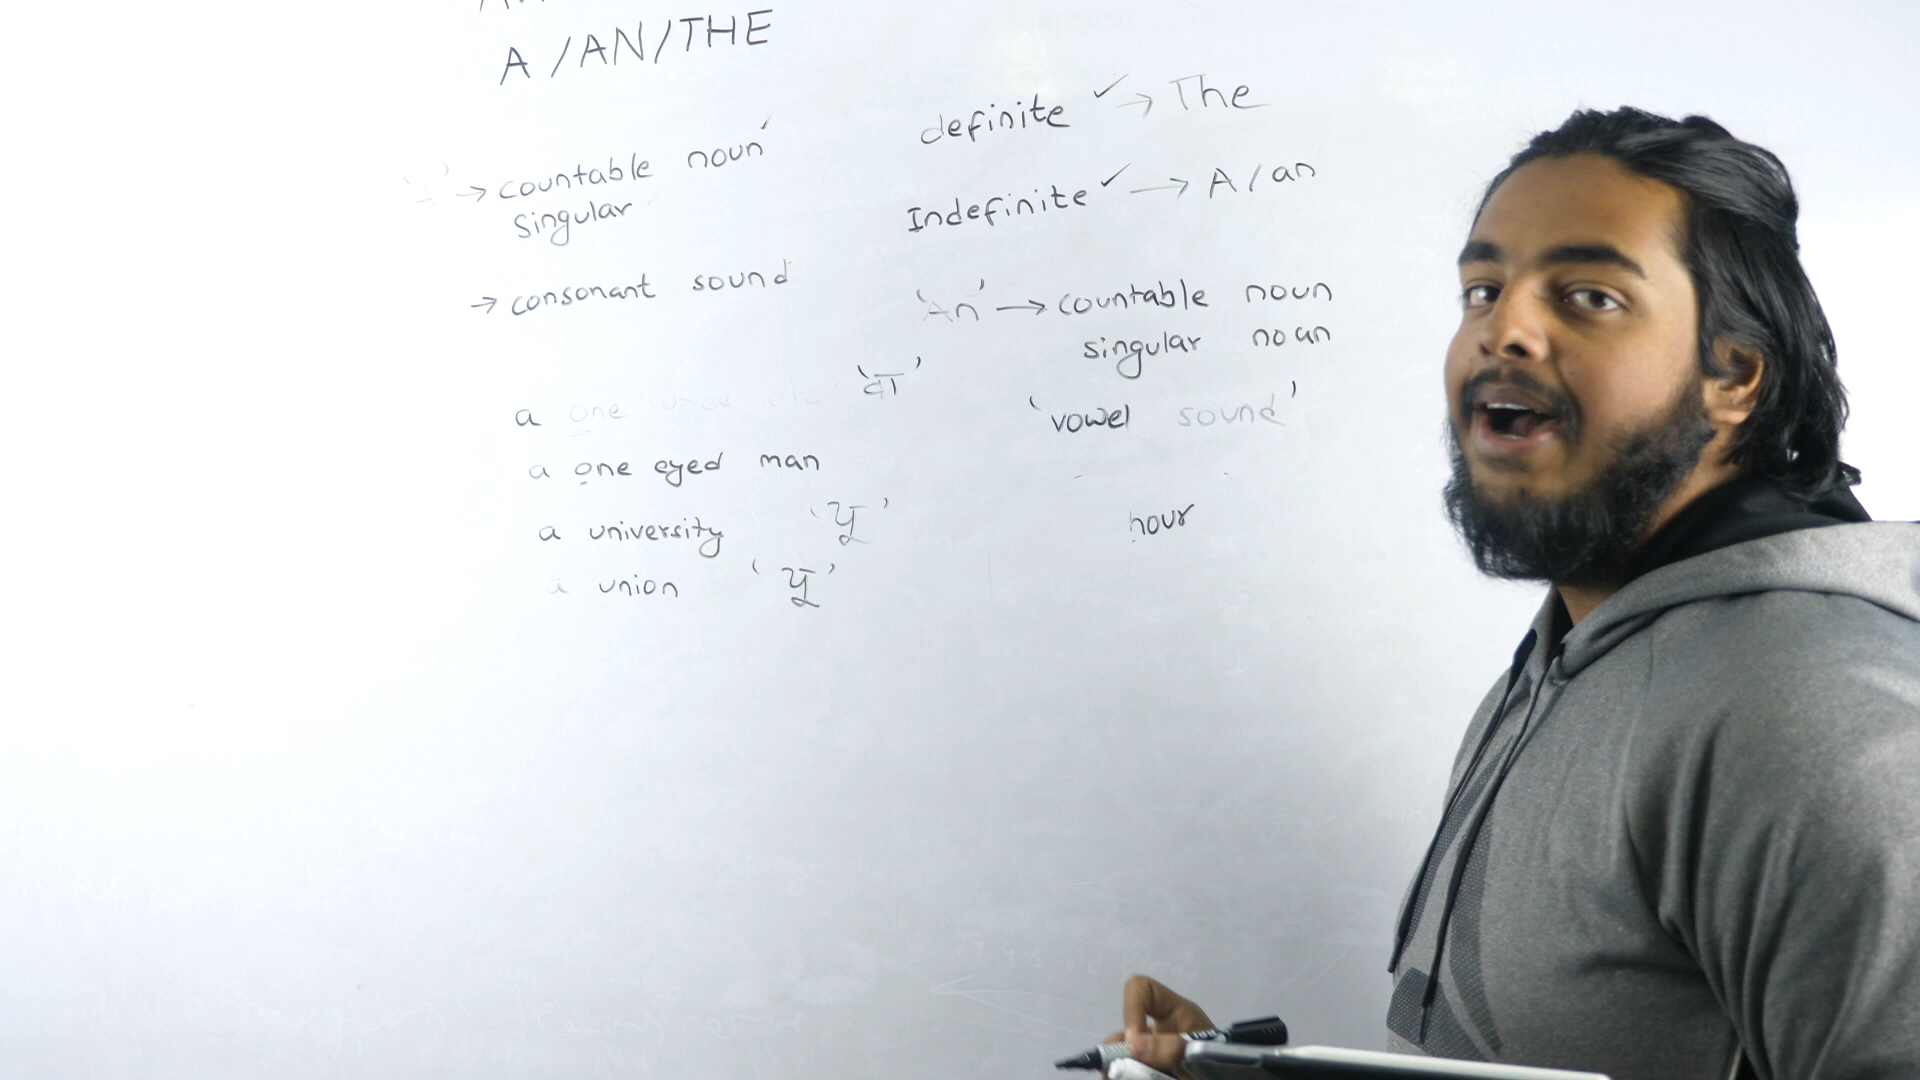 A/AN/THE
→ countable noun
singular
→ consonant sound
a one 'वा'
a one eyed man
a university 'यू'
a union 'यू'
definite ✓→ The
Indefinite ✓→ A/an
'An' → countable noun
singular noun
'vowel sound'
hour